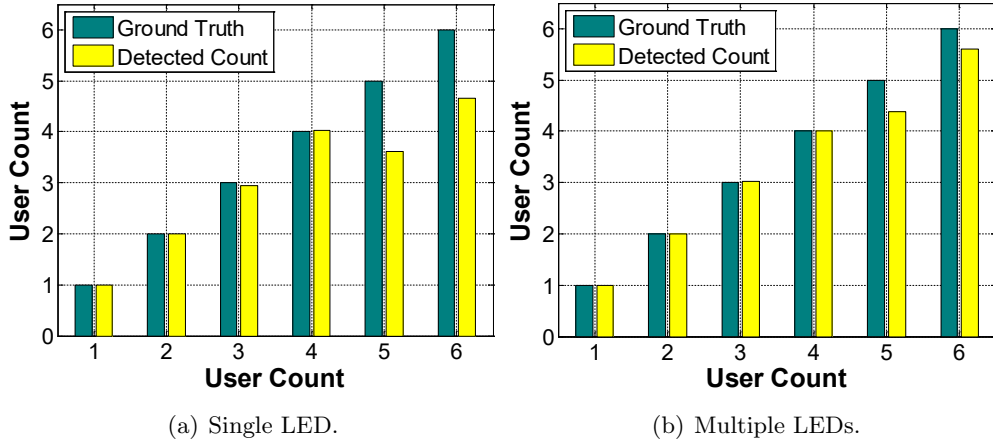 Ground Truth
Detected Count
User Count
6
5
4
3
2
1
0
1 2 3 4 5 6
User Count
(a) Single LED.
Ground Truth
Detected Count
User Count
6
5
4
3
2
1
0
1 2 3 4 5 6
User Count
(b) Multiple LEDs.